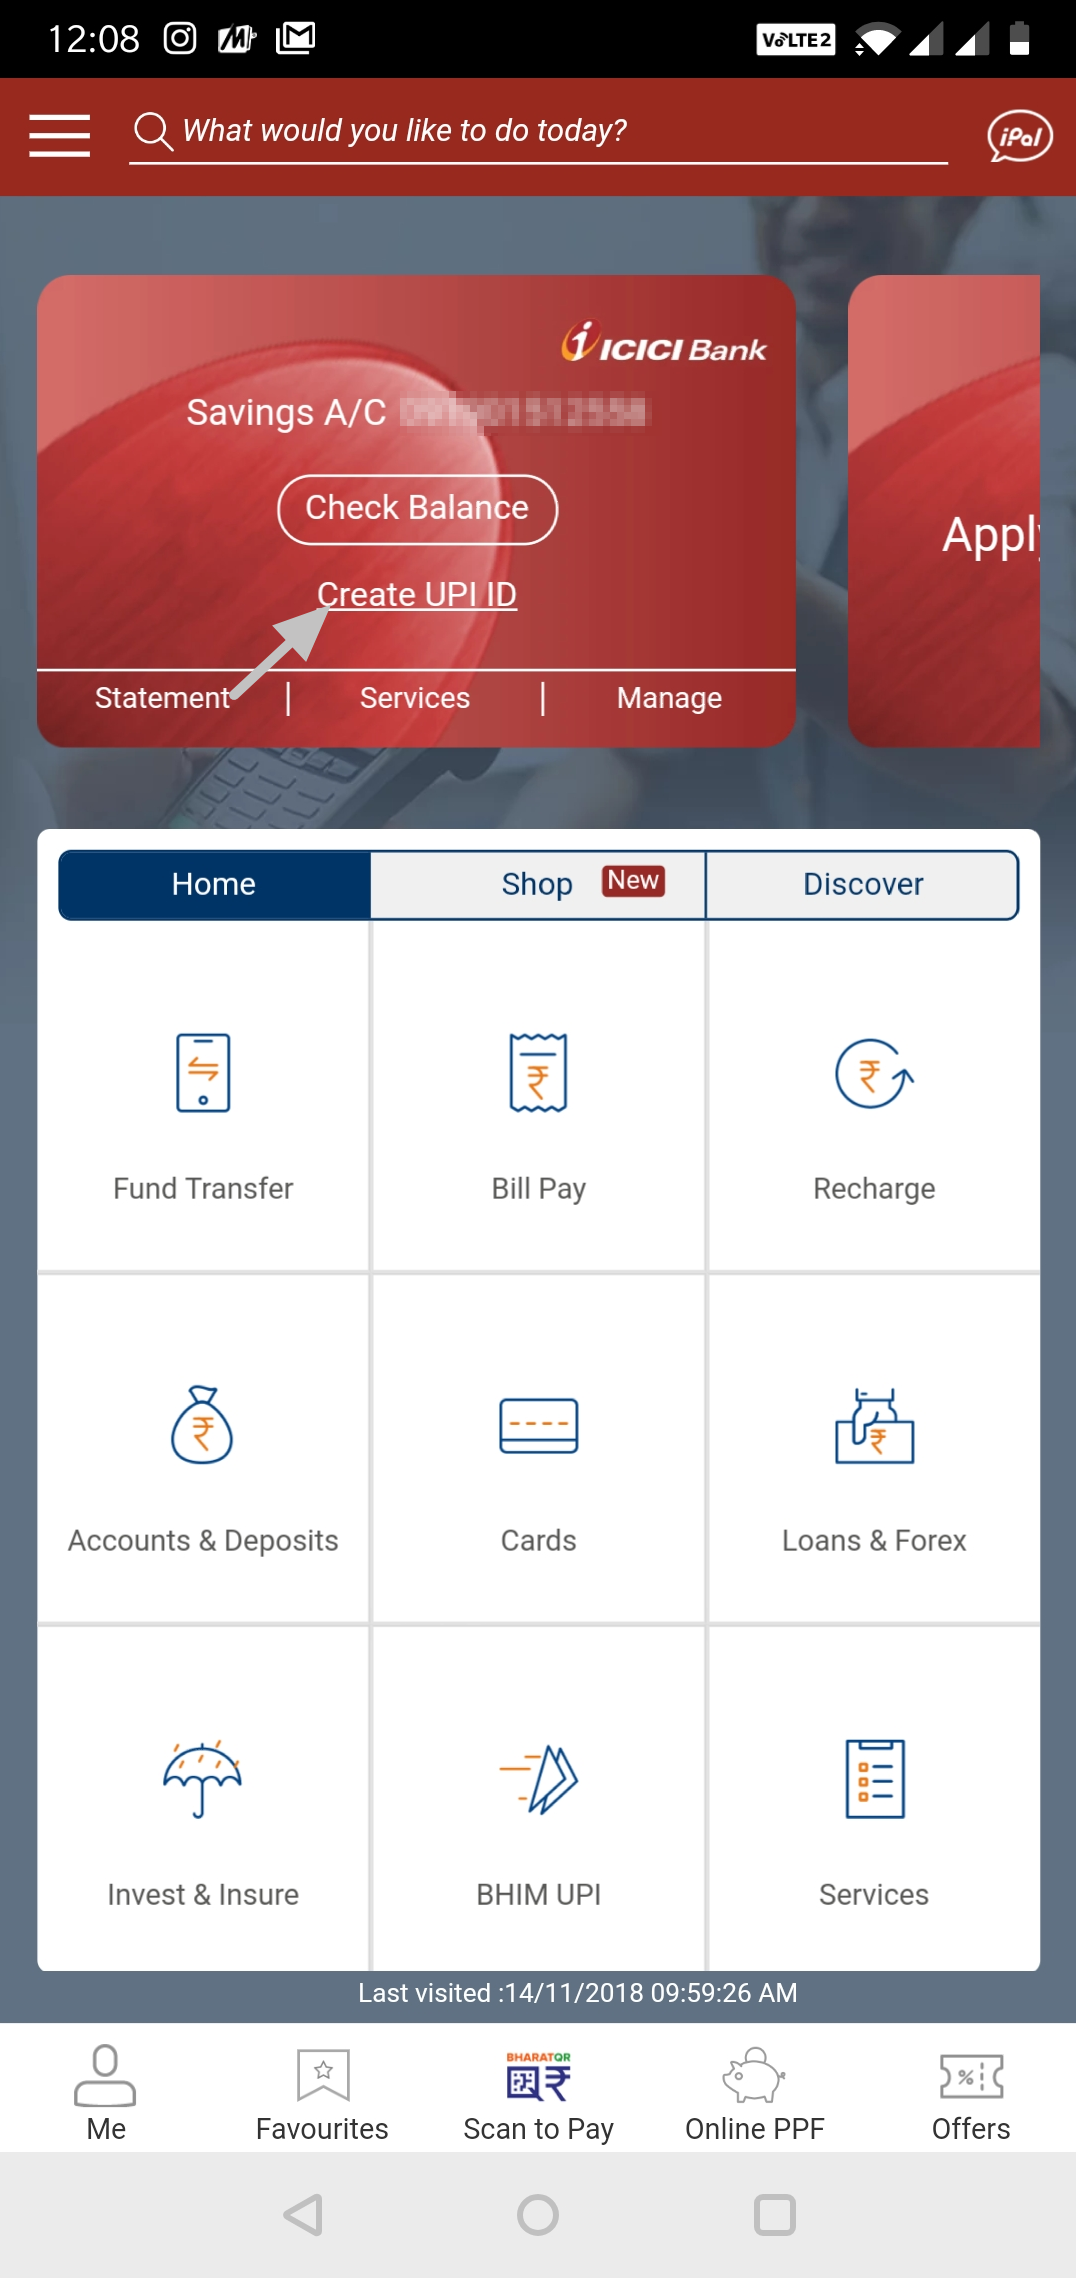 12:08
VoLTE2
What would you like to do today?
iPal
ICICI Bank
Savings A/C
Check Balance
Create UPI ID
Statement | Services | Manage
Home
Shop New
Discover
Fund Transfer
Bill Pay
Recharge
Accounts & Deposits
Cards
Loans & Forex
Invest & Insure
BHIM UPI
Services
Last visited :14/11/2018 09:59:26 AM
BHARATQR
Me
Favourites
Scan to Pay
Online PPF
Offers